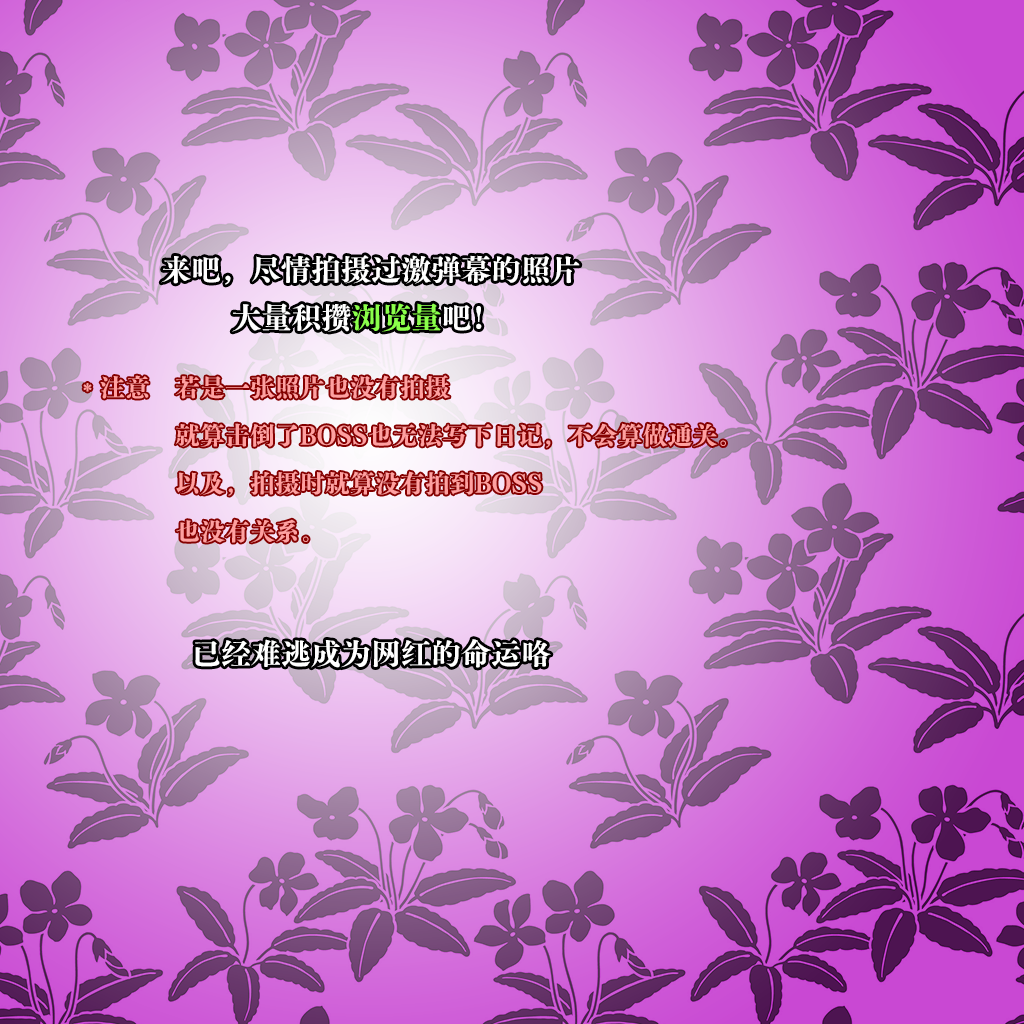 来吧，尽情拍摄过激弹幕的照片
大量积攒浏览量吧！
* 注意　若是一张照片也没有拍摄
就算击倒了BOSS也无法写下日记，不会算做通关。
以及，拍摄时就算没有拍到BOSS
也没有关系。
已经难逃成为网红的命运咯